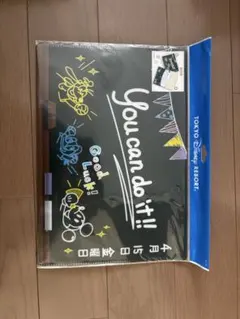 TOKYO Disney RESORT.
You can do it!!
Good
Luck!
4月15日金曜日